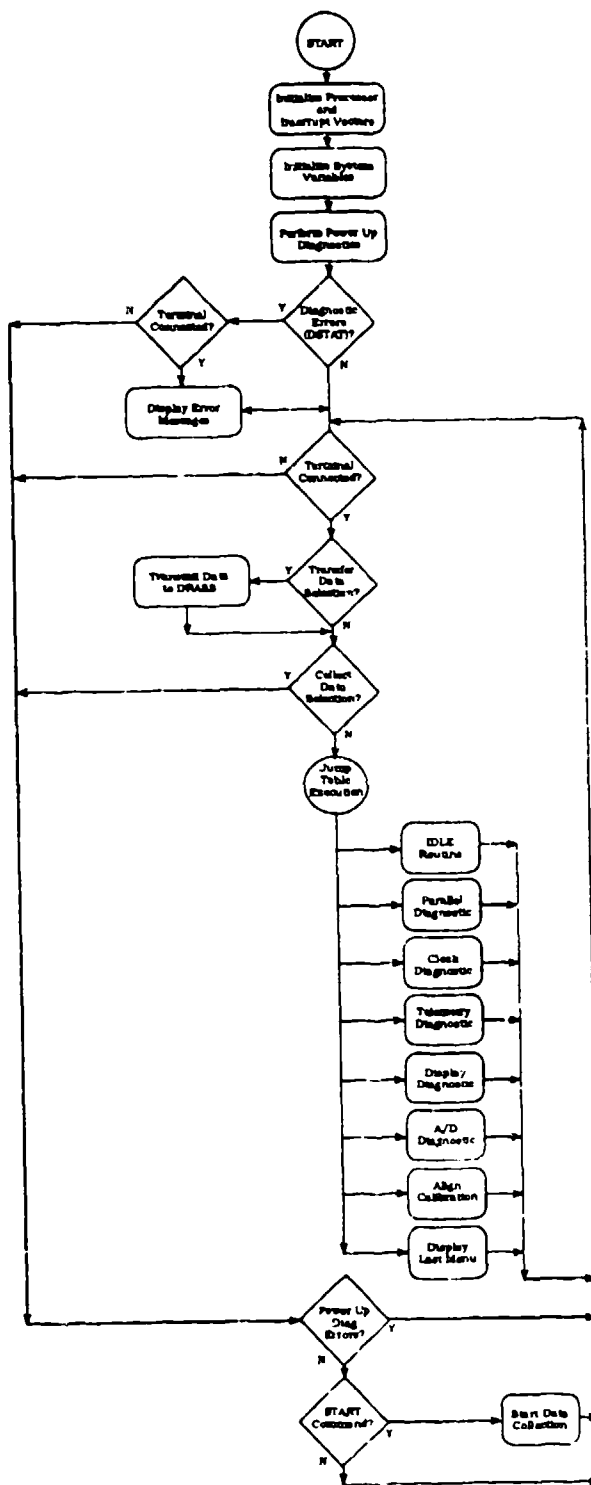 START
Initialize Processor
and
Interrupt Vectors
Initialize System
Variables
Perform Power Up
Diagnostics
Diagnostic
Errors
(DSTAT)?
Y
N
Terminal
Connected?
N
Y
Display Error
Messages
Terminal
Connected?
N
Y
Transfer
Data
Selection?
Y
N
Transmit Data
to
Collect
Data
Selection?
Y
N
Jump
Table
Execution
IDLE
Routine
Parallel
Diagnostic
Clock
Diagnostic
Telemetry
Diagnostic
Display
Diagnostic
A/D
Diagnostic
Align
Calibration
Display
Last Menu
Power Up
Diag
Errors?
Y
N
START
Command?
Y
N
Start Data
Collection